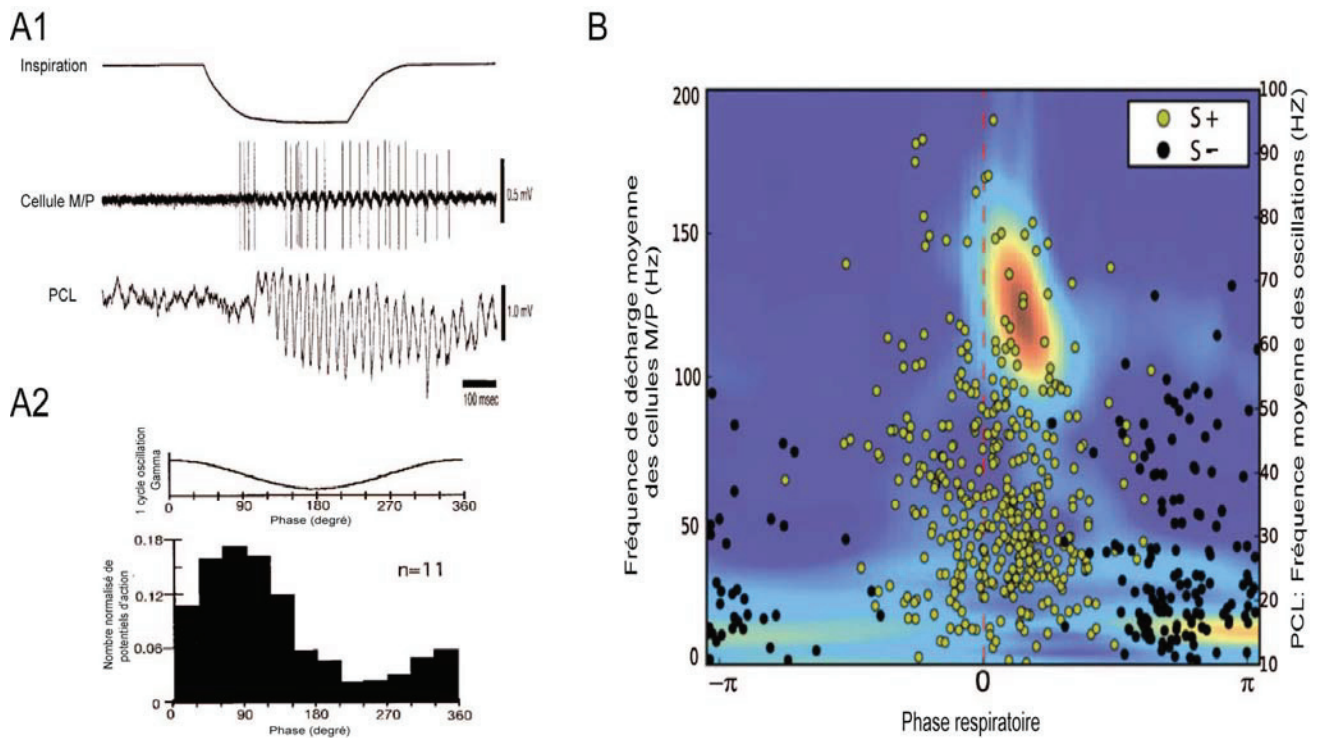 A1
Inspiration
Cellule M/P
0.5 mV
PCL
1.0 mV
100 msec
A2
1 cycle oscillation
Gamma
0 90 180 270 360
Phase (degré)
Nombre normalisé de
potentiels d'action
0.18
0.12
0.06
0
n=11
0 90 180 270 360
Phase (degré)
B
Fréquence de décharge moyenne
des cellules M/P (Hz)
200
150
100
50
0
S+
S-
100
90
80
70
60
50
40
30
20
10
PCL: Fréquence moyenne des oscillations (HZ)
-π 0 π
Phase respiratoire